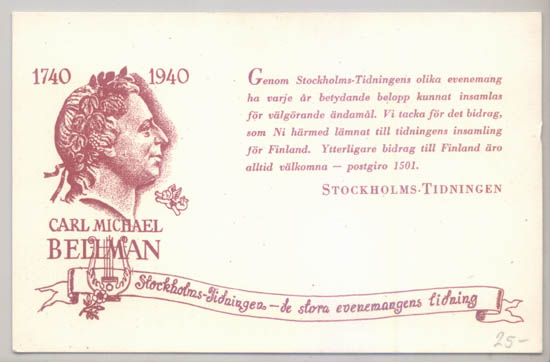 1740 1940
CARL MICHAEL
BELLMAN
Genom Stockholms-Tidningens olika evenemang
ha varje år betydande belopp kunnat insamlas
för välgörande ändamål. Vi tacka för det bidrag,
som Ni härmed lämnat till tidningens insamling
för Finland. Ytterligare bidrag till Finland äro
alltid välkomna — postgiro 1501.
STOCKHOLMS-TIDNINGEN
Stockholms-Tidningen — de stora evenemangens tidning
25-